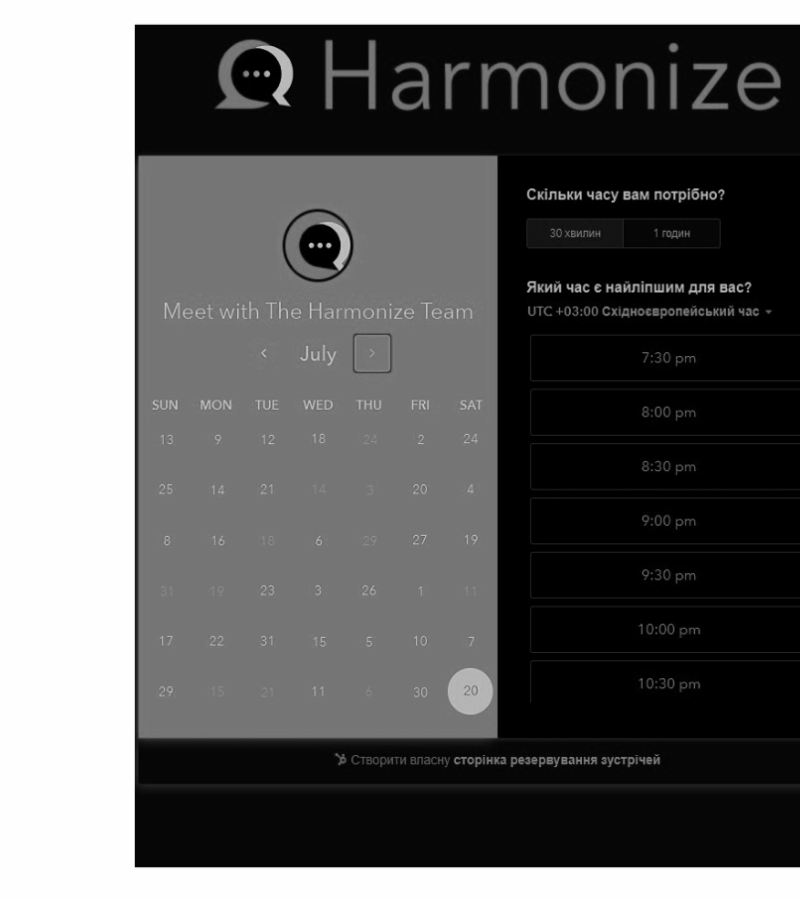 Harmonize
Meet with The Harmonize Team
July
SUN MON TUE WED THU FRI SAT
13 9 12 18 24 2 24
25 14 21 14 3 20 4
8 16 18 6 29 27 19
31 19 23 3 26 1 11
17 22 31 15 5 10 7
29 15 21 11 6 30 20
Скільки часу вам потрібно?
30 хвилин 1 годин
Який час є найліпшим для вас?
UTC +03:00 Східноєвропейський час
7:30 pm
8:00 pm
8:30 pm
9:00 pm
9:30 pm
10:00 pm
10:30 pm
Створити власну сторінка резервування зустрічей